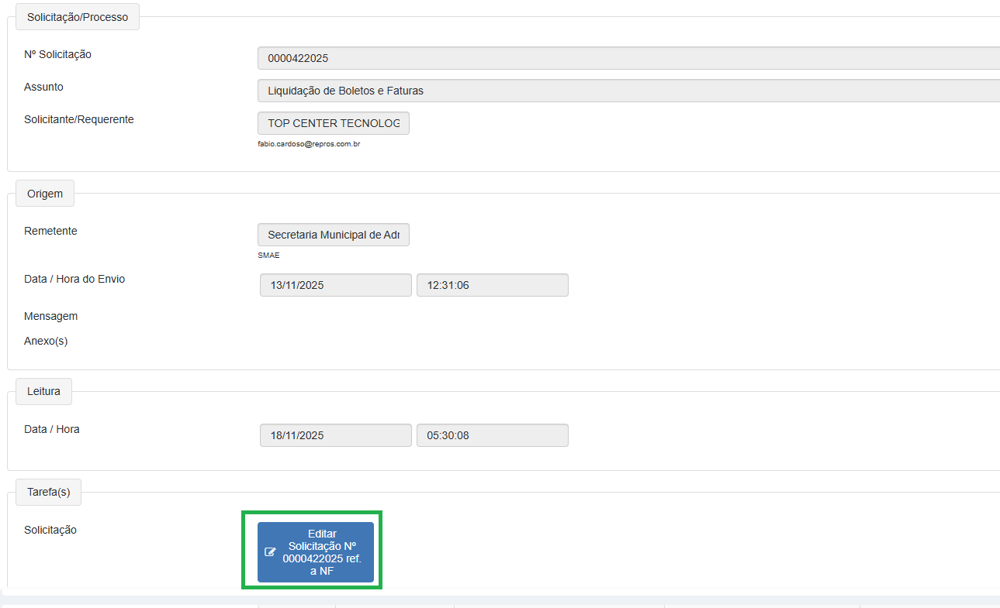 Solicitação/Processo
Nº Solicitação
0000422025
Assunto
Liquidação de Boletos e Faturas
Solicitante/Requerente
TOP CENTER TECNOLOG
fabio.cardoso@repros.com.br
Origem
Remetente
Secretaria Municipal de Adr
SMAE
Data / Hora do Envio
13/11/2025 12:31:06
Mensagem
Anexo(s)
Leitura
Data / Hora
18/11/2025 05:30:08
Tarefa(s)
Solicitação
Editar
Solicitação Nº
0000422025 ref.
a NF